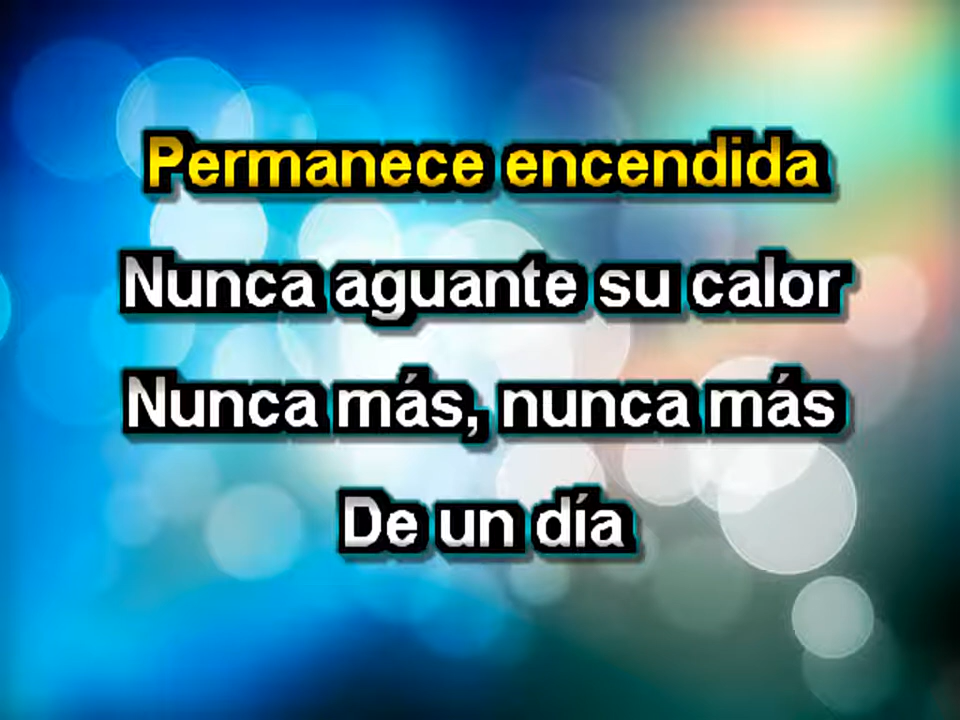 Permanece encendida
Nunca aguante su calor
Nunca más, nunca más
De un día